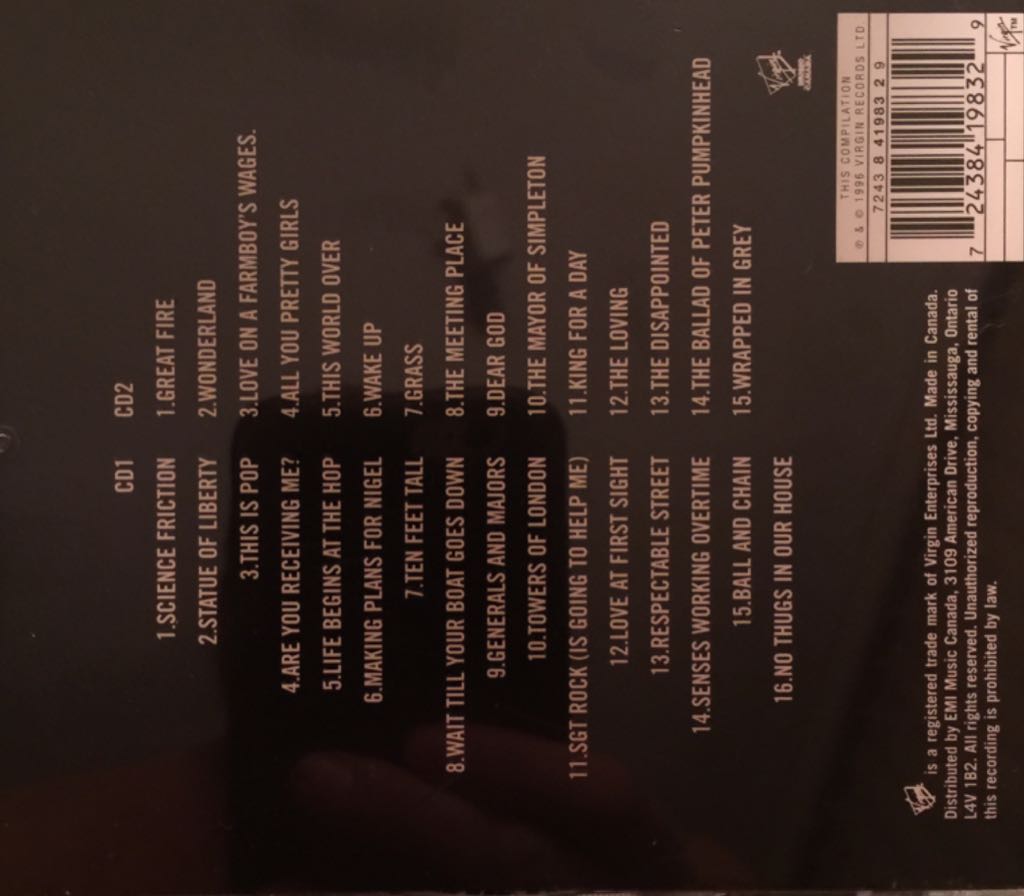 CD1
1.SCIENCE FRICTION
2.STATUE OF LIBERTY
3.THIS IS POP
4.ARE YOU RECEIVING ME?
5.LIFE BEGINS AT THE HOP
6.MAKING PLANS FOR NIGEL
7.TEN FEET TALL
8.WAIT TILL YOUR BOAT GOES DOWN
9.GENERALS AND MAJORS
10.TOWERS OF LONDON
11.SGT ROCK (IS GOING TO HELP ME)
12.LOVE AT FIRST SIGHT
13.RESPECTABLE STREET
14.SENSES WORKING OVERTIME
15.BALL AND CHAIN
16.NO THUGS IN OUR HOUSE
CD2
1.GREAT FIRE
2.WONDERLAND
3.LOVE ON A FARMBOY'S WAGES.
4.ALL YOU PRETTY GIRLS
5.THIS WORLD OVER
6.WAKE UP
7.GRASS
8.THE MEETING PLACE
9.DEAR GOD
10.THE MAYOR OF SIMPLETON
11.KING FOR A DAY
12.THE LOVING
13.THE DISAPPOINTED
14.THE BALLAD OF PETER PUMPKINHEAD
15.WRAPPED IN GREY
Virgin
Virgin is a registered trade mark of Virgin Enterprises Ltd. Made in Canada.
Distributed by EMI Music Canada, 3109 American Drive, Mississauga, Ontario
L4V 1B2. All rights reserved. Unauthorized reproduction, copying and rental of
this recording is prohibited by law.
THIS COMPILATION
℗ & © 1996 VIRGIN RECORDS LTD
7243 8 41983 2 9
7 24384 19832 9
Virgin TM